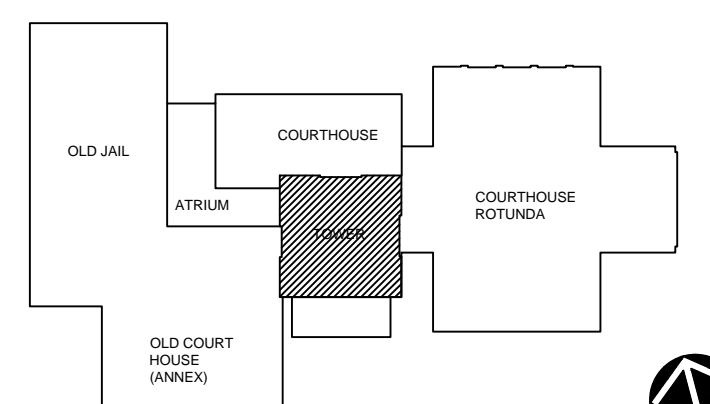 OLD JAIL
COURTHOUSE
ATRIUM
TOWER
COURTHOUSE
ROTUNDA
OLD COURT
HOUSE
(ANNEX)